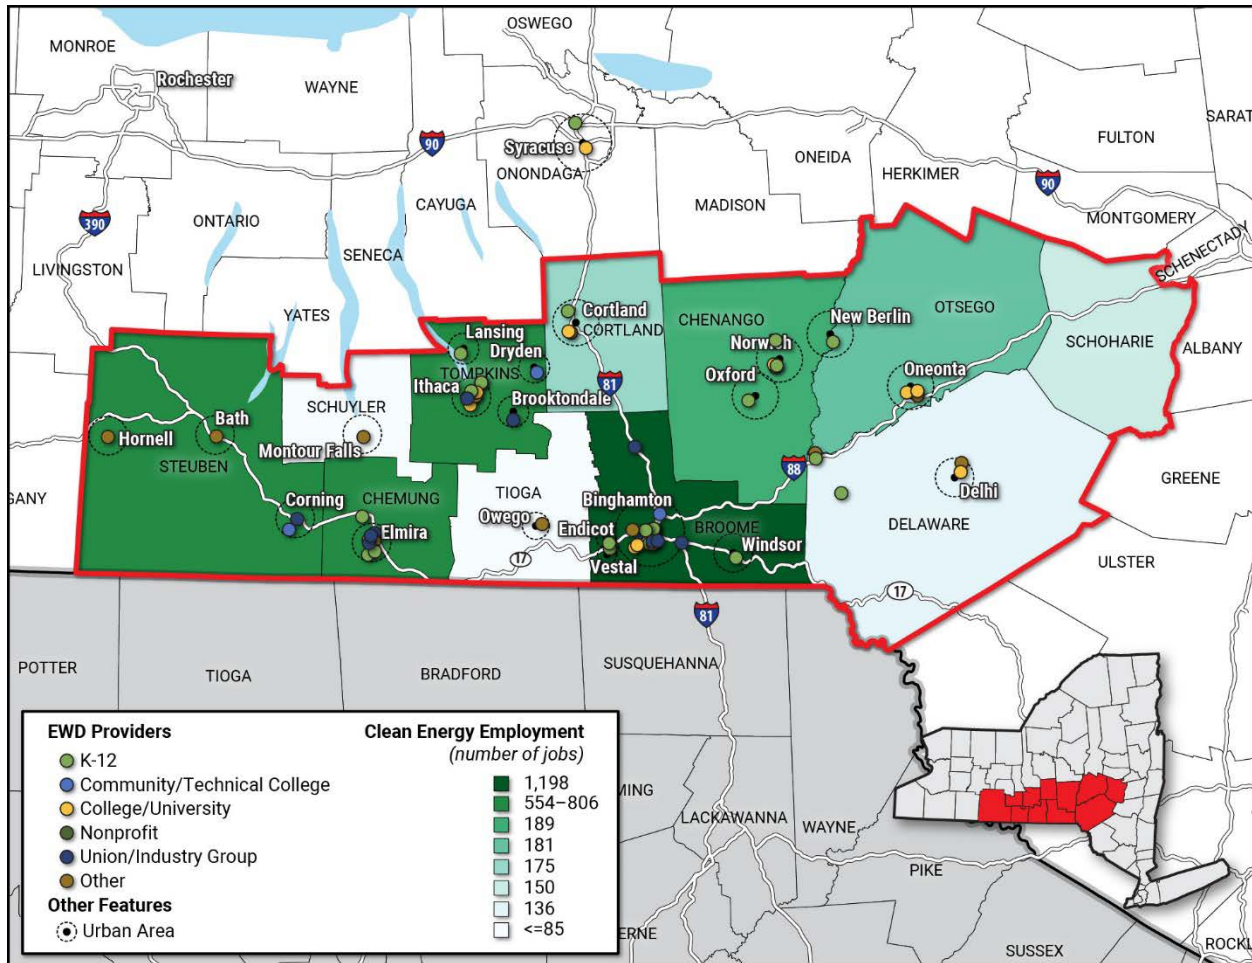 OSWEGO
MONROE
Rochester
WAYNE
SARAT
FULTON
90
Syracuse
ONEIDA
ONONDAGA
HERKIMER
90
CAYUGA
MADISON
MONTGOMERY
390
ONTARIO
SCHENECTADY
SENECA
LIVINGSTON
OTSEGO
YATES
Cortland
CORTLAND
CHENANGO
New Berlin
Lansing
Dryden
Norwich
SCHOHARIE
ALBANY
TOMPKINS
Oxford
Oneonta
Ithaca
81
Brooktondale
SCHUYLER
Bath
Hornell
Montour Falls
STEUBEN
88
GREENE
GANY
TIOGA
Delhi
Corning
CHEMUNG
Binghamton
Owego
Endicot
BROOME
DELAWARE
Elmira
Windsor
17
Vestal
ULSTER
17
81
POTTER
TIOGA
BRADFORD
SUSQUEHANNA
EWD Providers
K-12
Community/Technical College
College/University
Nonprofit
Union/Industry Group
Other
Other Features
Urban Area
Clean Energy Employment
(number of jobs)
1,198
554–806
189
181
175
150
136
<=85
MING
LACKAWANNA
WAYNE
PIKE
ERNE
SUSSEX
ROCKL